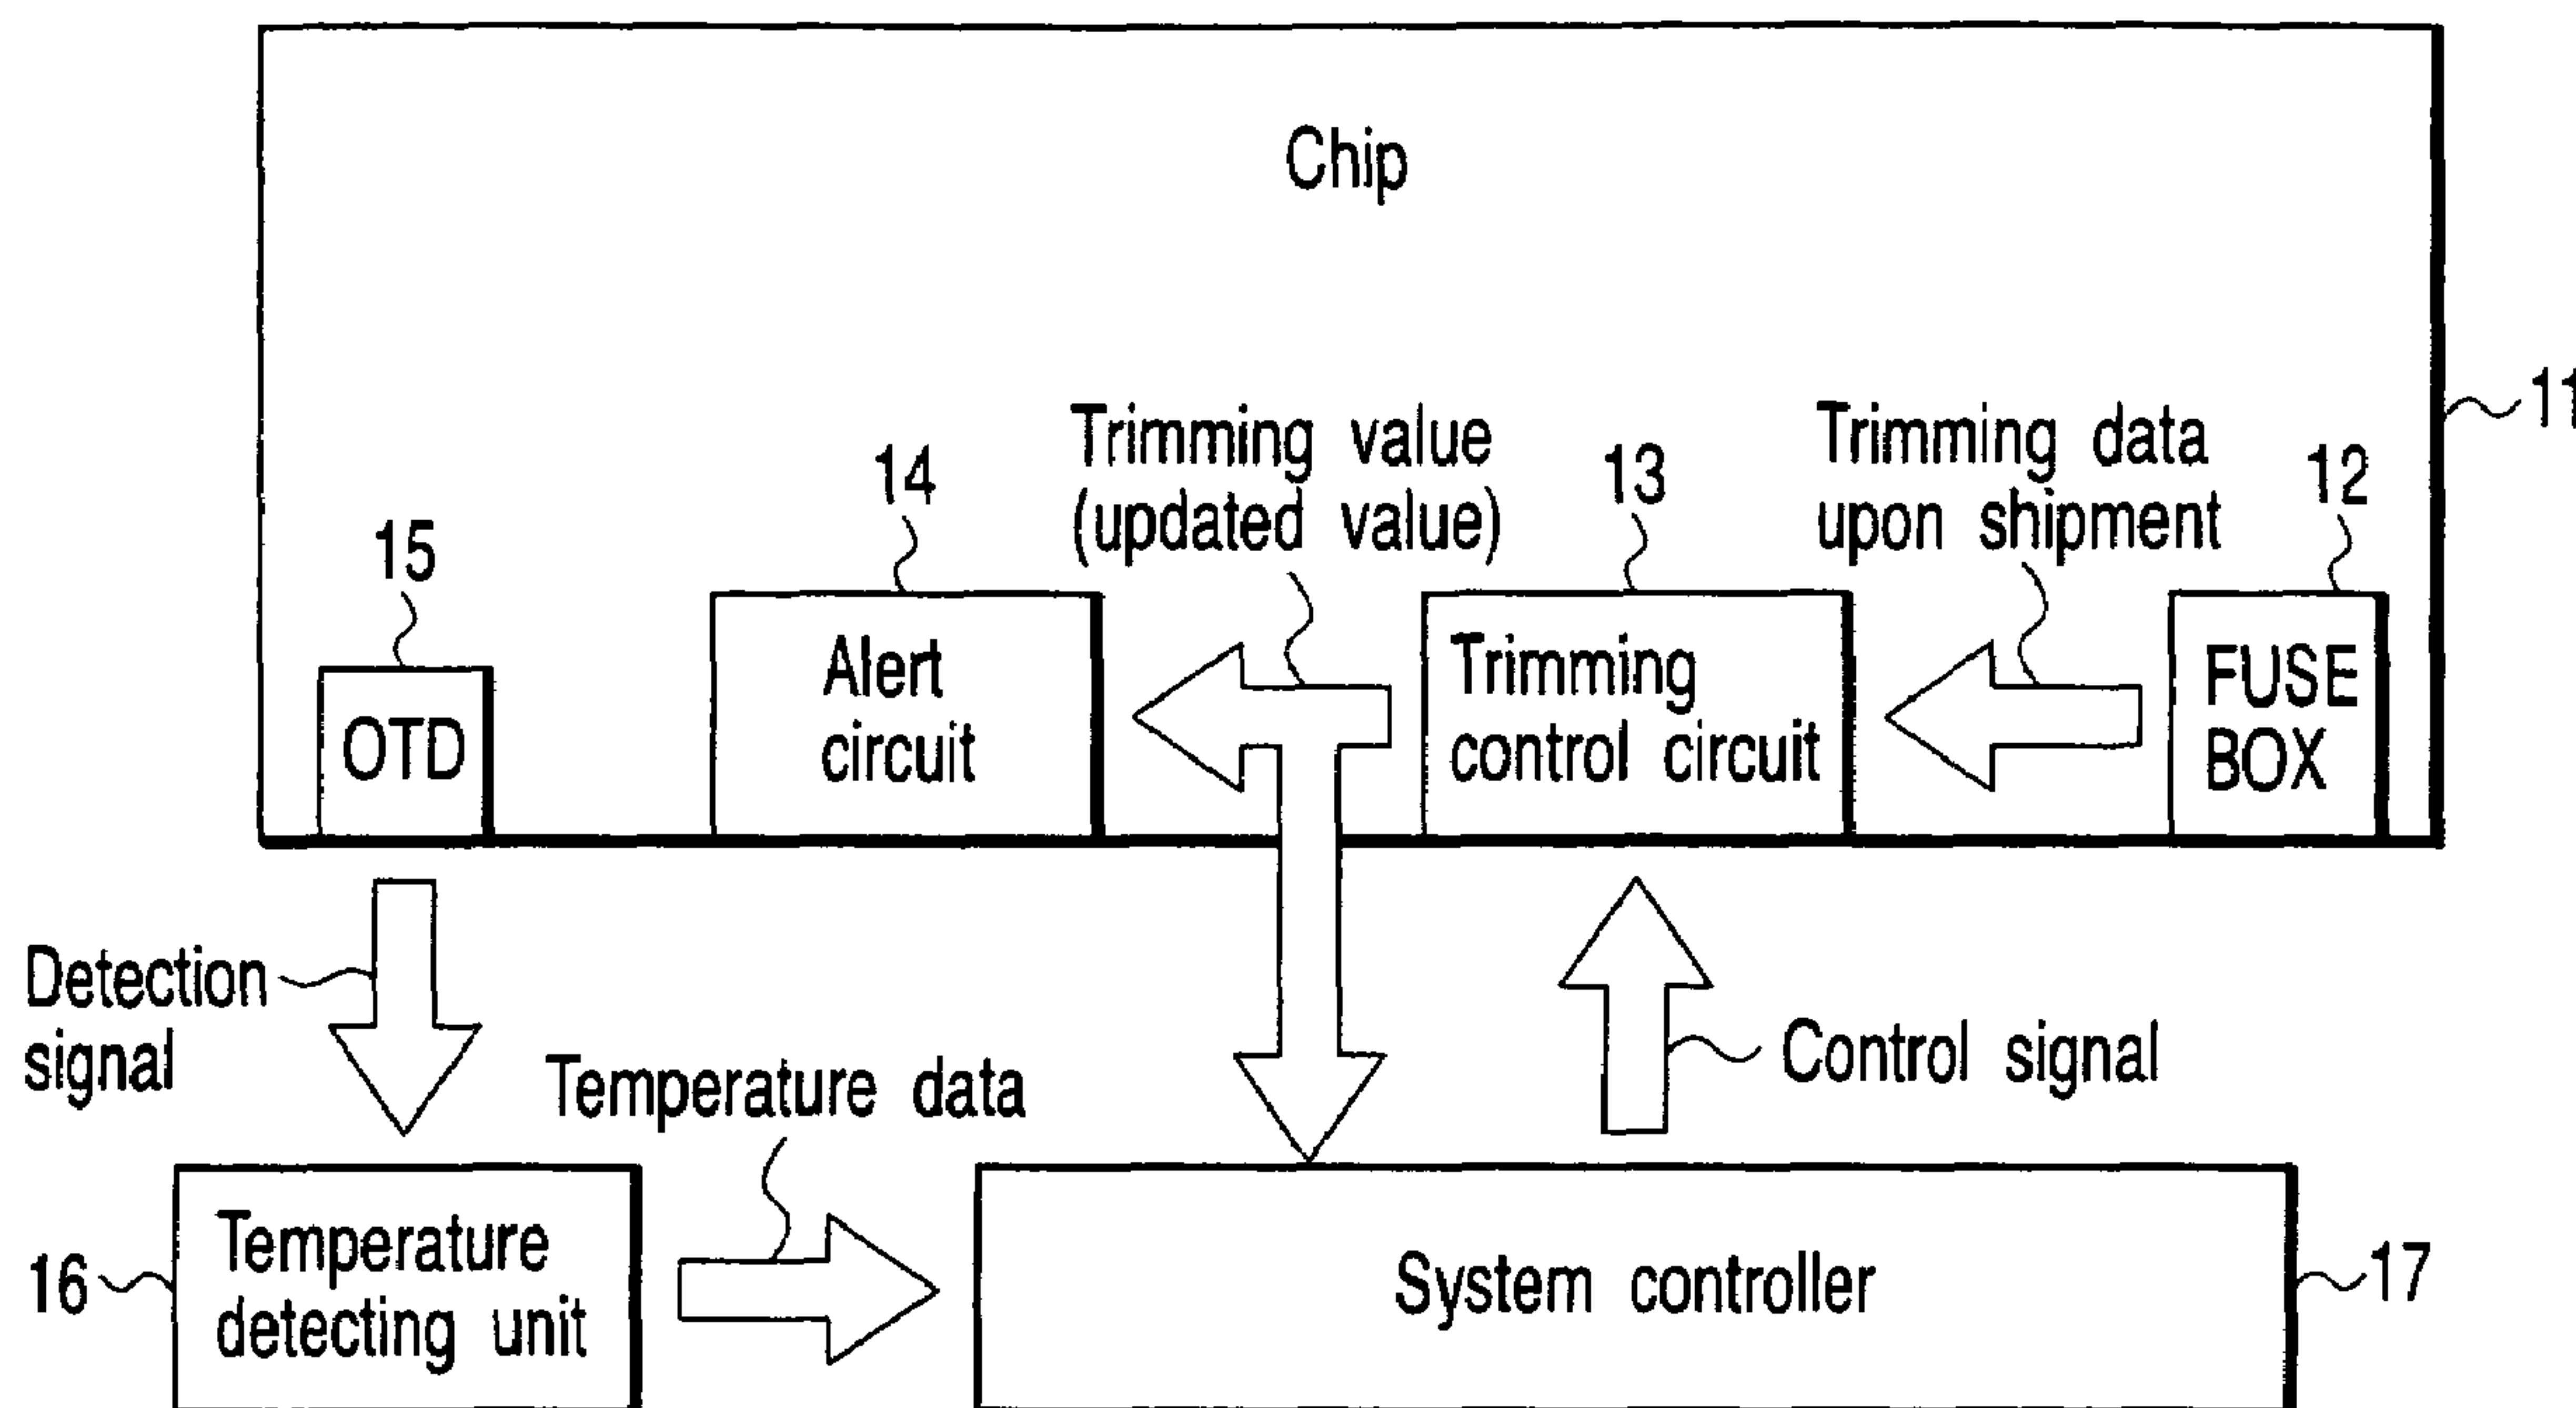 Chip
11
Trimming value
(updated value)
Trimming data
upon shipment
14
13
12
15
OTD
Alert
circuit
Trimming
control circuit
FUSE
BOX
Detection
signal
Temperature data
Control signal
16
Temperature
detecting unit
System controller
17